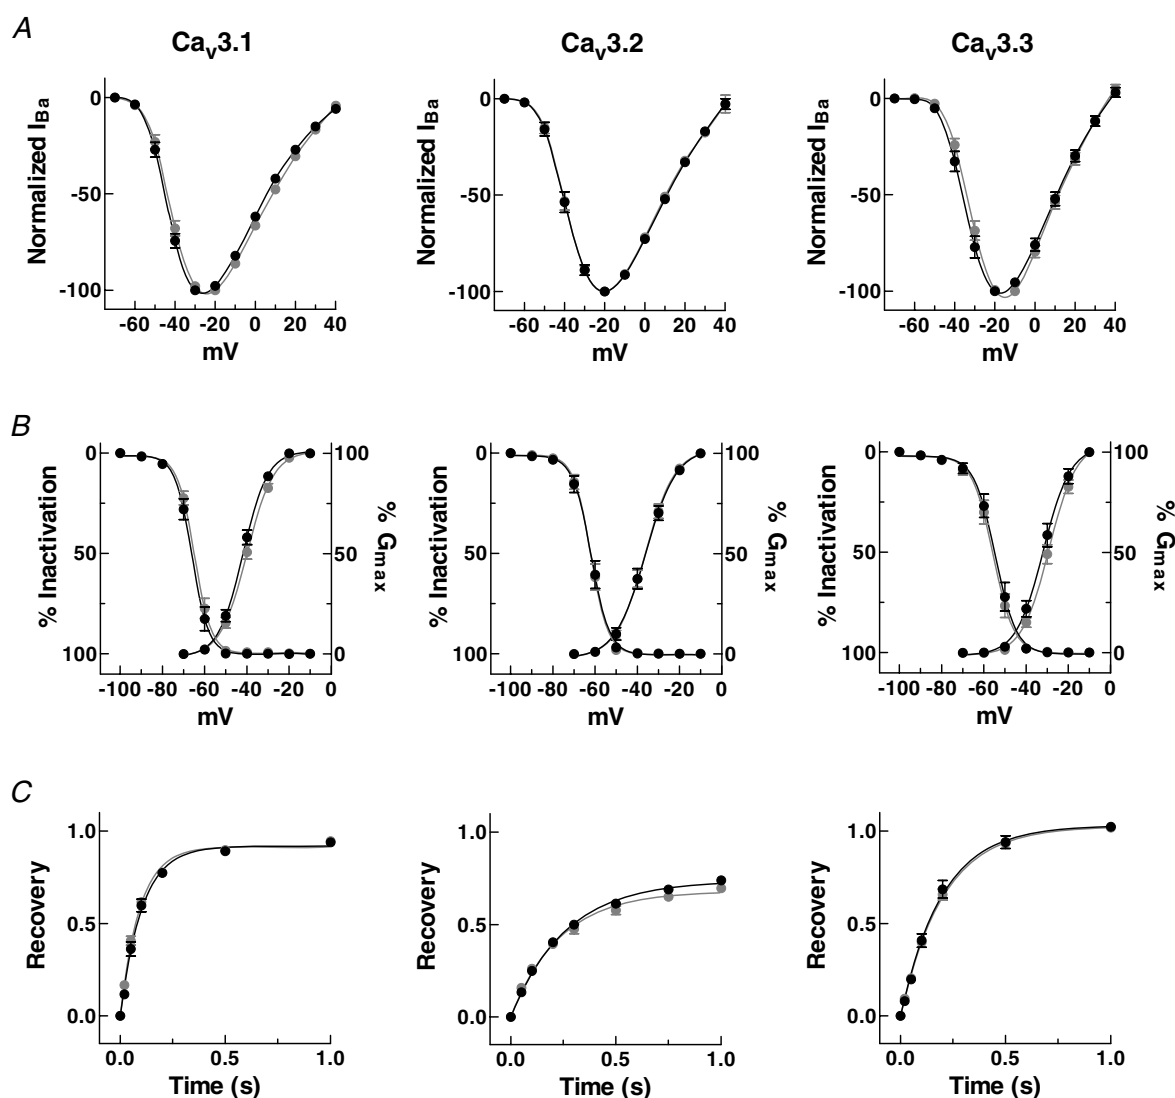 A
Cav3.1 Cav3.2 Cav3.3
Normalized IBa Normalized IBa Normalized IBa
0 0 0
-50 -50 -50
-100 -100 -100
-60 -40 -20 0 20 40 -60 -40 -20 0 20 40 -60 -40 -20 0 20 40
mV mV mV
B
% Inactivation % Gmax % Inactivation % Gmax % Inactivation % Gmax
0 100 0 100 0 100
50 50 50 50 50 50
100 0 100 0 100 0
-100 -80 -60 -40 -20 0 -100 -80 -60 -40 -20 0 -100 -80 -60 -40 -20 0
mV mV mV
C
Recovery Recovery Recovery
1.0 1.0 1.0
0.5 0.5 0.5
0.0 0.0 0.0
0.0 0.5 1.0 0.0 0.5 1.0 0.0 0.5 1.0
Time (s) Time (s) Time (s)